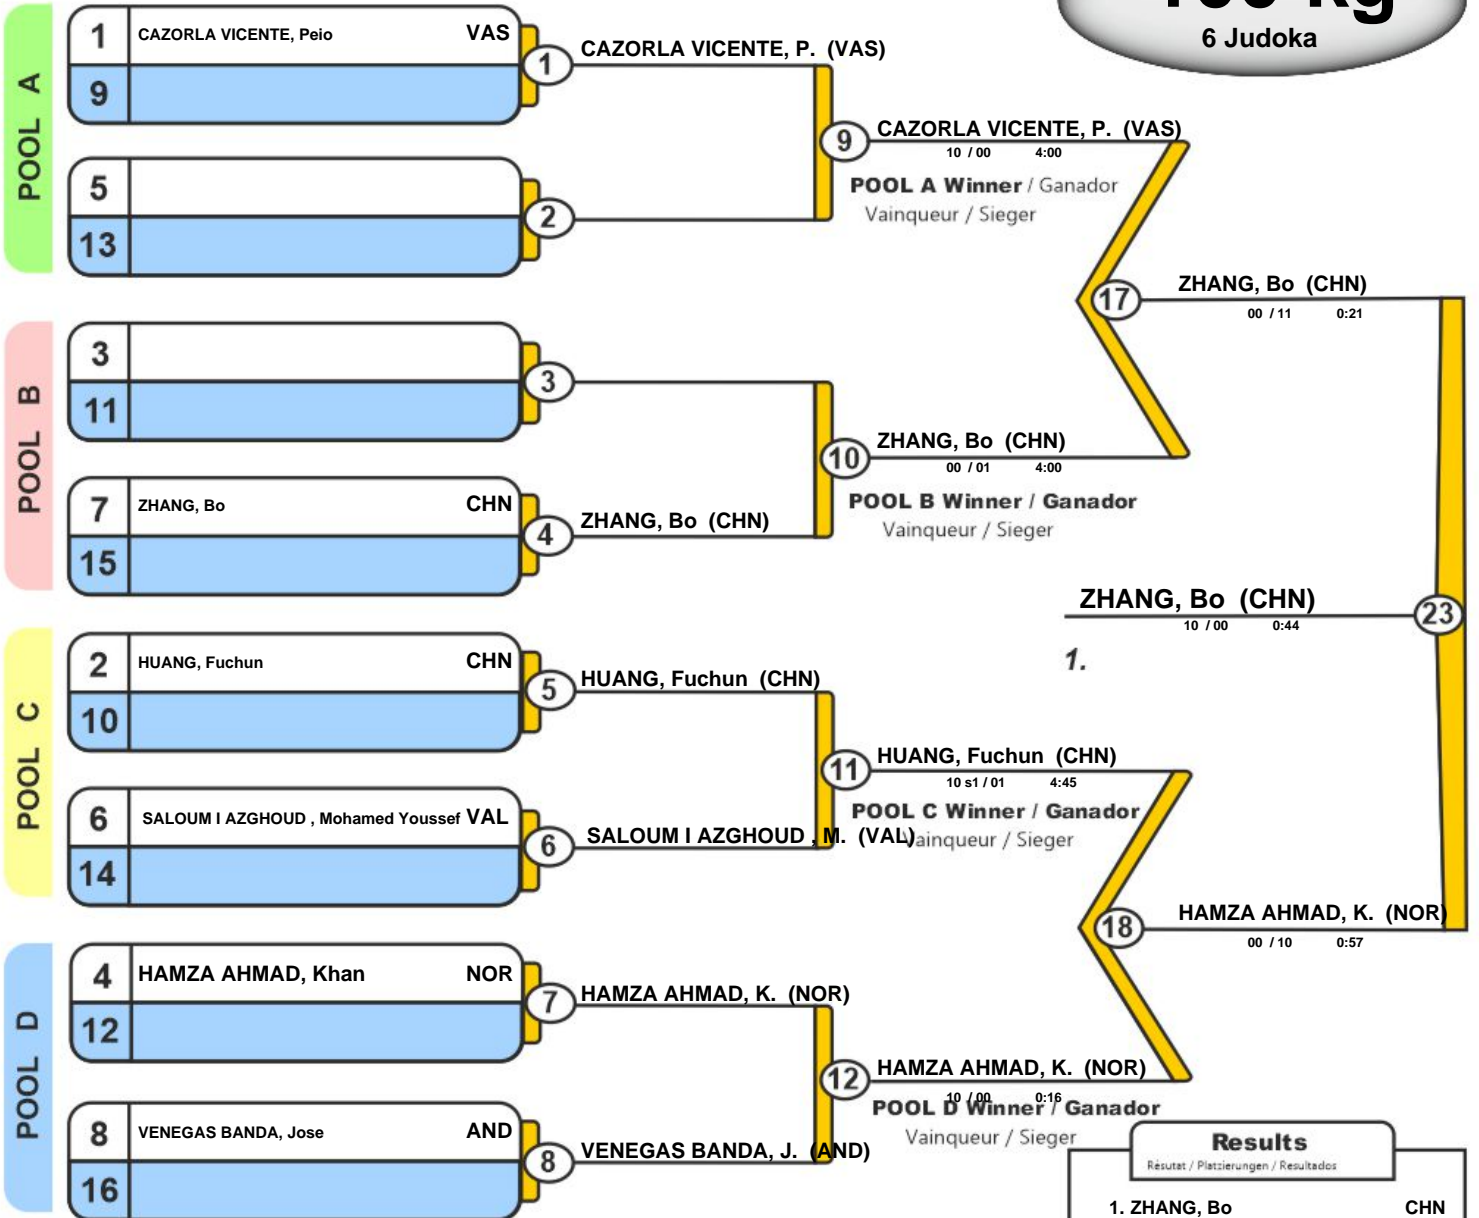 100 kg
6 Judoka
POOL A
1 CAZORLA VICENTE, Peio VAS
9
1 CAZORLA VICENTE, P. (VAS)
5
13
2
9 CAZORLA VICENTE, P. (VAS)
10 / 00 4:00
POOL A Winner / Ganador
Vainqueur / Sieger
POOL B
3
11
3
7 ZHANG, Bo CHN
15
4 ZHANG, Bo (CHN)
10 ZHANG, Bo (CHN)
00 / 01 4:00
POOL B Winner / Ganador
Vainqueur / Sieger
17 ZHANG, Bo (CHN)
00 / 11 0:21
POOL C
2 HUANG, Fuchun CHN
10
5 HUANG, Fuchun (CHN)
6 SALOUM I AZGHOUD , Mohamed Youssef VAL
14
6 SALOUM I AZGHOUD , M. (VAL)
11 HUANG, Fuchun (CHN)
10 s1 / 01 4:45
POOL C Winner / Ganador
Vainqueur / Sieger
POOL D
4 HAMZA AHMAD, Khan NOR
12
7 HAMZA AHMAD, K. (NOR)
8 VENEGAS BANDA, Jose AND
16
8 VENEGAS BANDA, J. (AND)
12 HAMZA AHMAD, K. (NOR)
10 / 00 0:16
POOL D Winner / Ganador
Vainqueur / Sieger
18 HAMZA AHMAD, K. (NOR)
00 / 10 0:57
ZHANG, Bo (CHN) 23
10 / 00 0:44
1.
Results
Résutat / Platzierungen / Resultados
1. ZHANG, Bo CHN